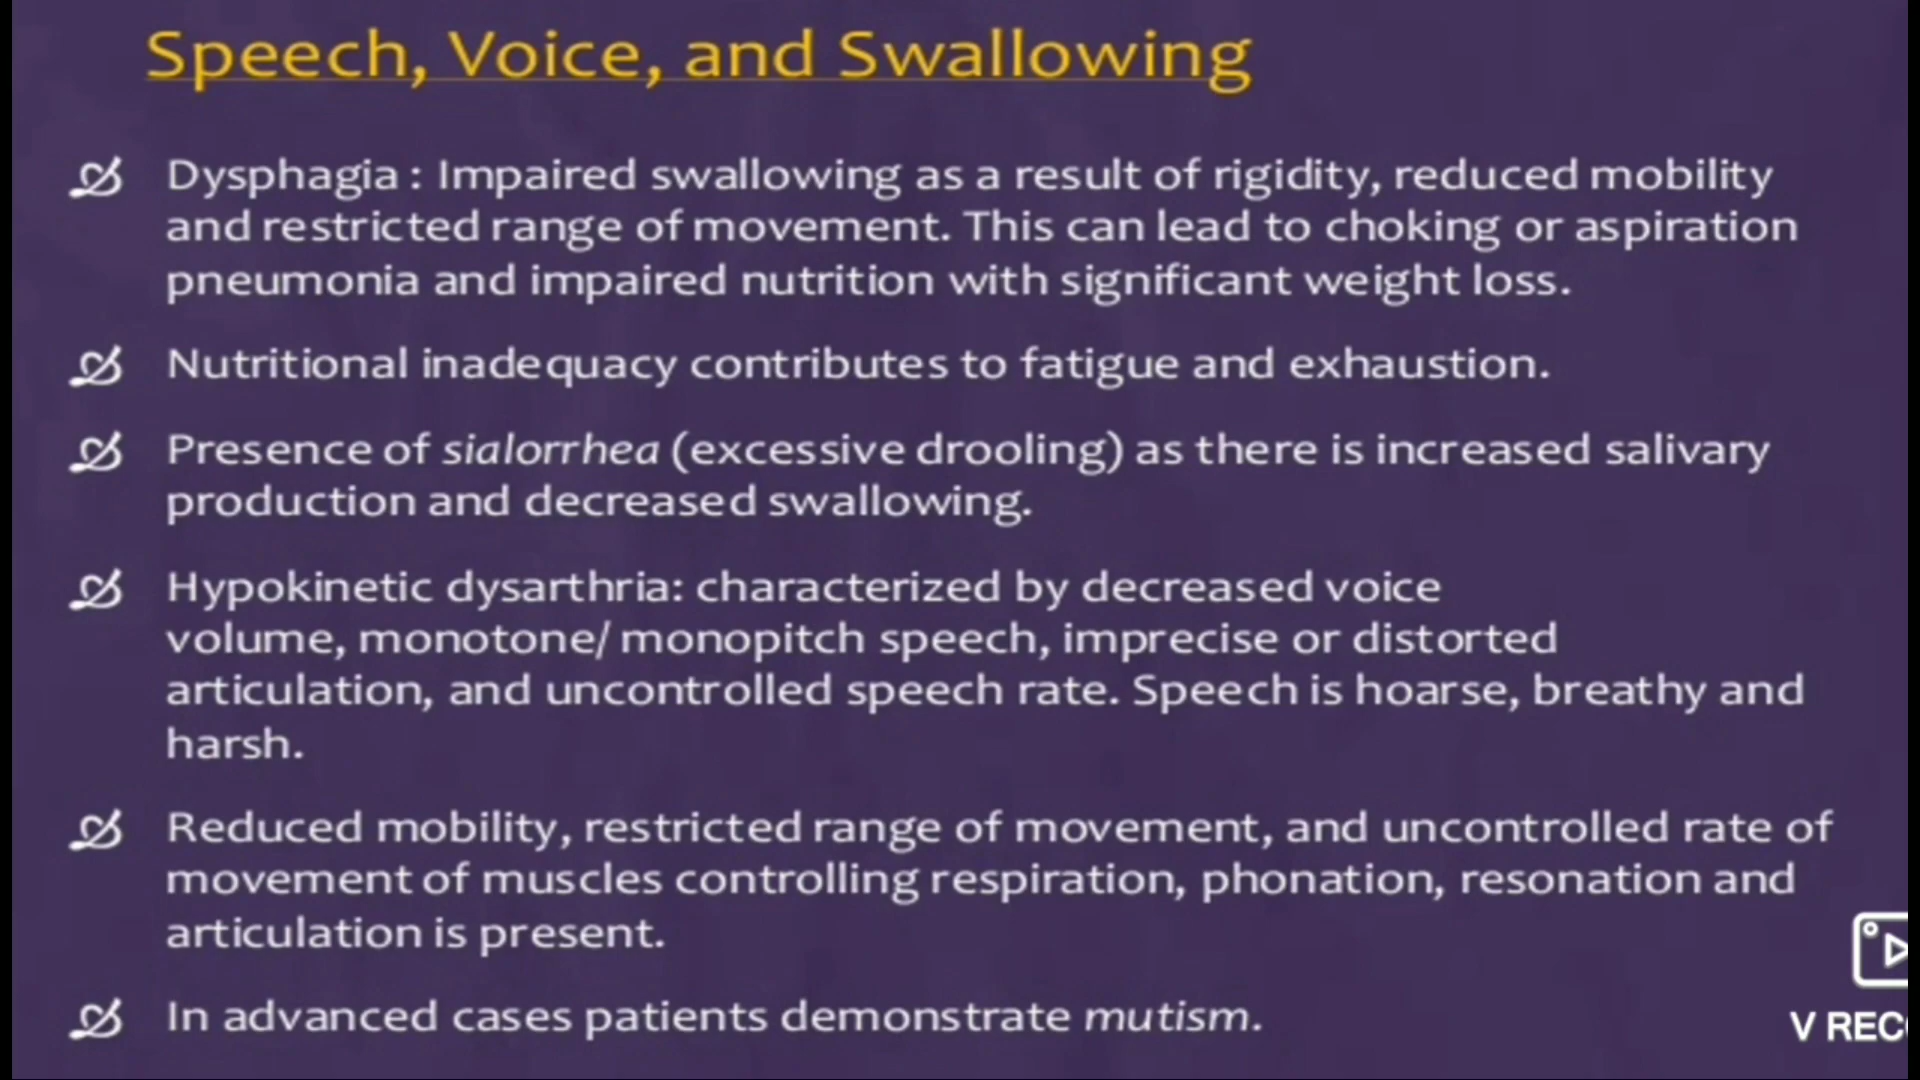 Speech, Voice, and Swallowing
Dysphagia : Impaired swallowing as a result of rigidity, reduced mobility
and restricted range of movement. This can lead to choking or aspiration
pneumonia and impaired nutrition with significant weight loss.
Nutritional inadequacy contributes to fatigue and exhaustion.
Presence of sialorrhea (excessive drooling) as there is increased salivary
production and decreased swallowing.
Hypokinetic dysarthria: characterized by decreased voice
volume, monotone/ monopitch speech, imprecise or distorted
articulation, and uncontrolled speech rate. Speech is hoarse, breathy and
harsh.
Reduced mobility, restricted range of movement, and uncontrolled rate of
movement of muscles controlling respiration, phonation, resonation and
articulation is present.
In advanced cases patients demonstrate mutism.
V REC